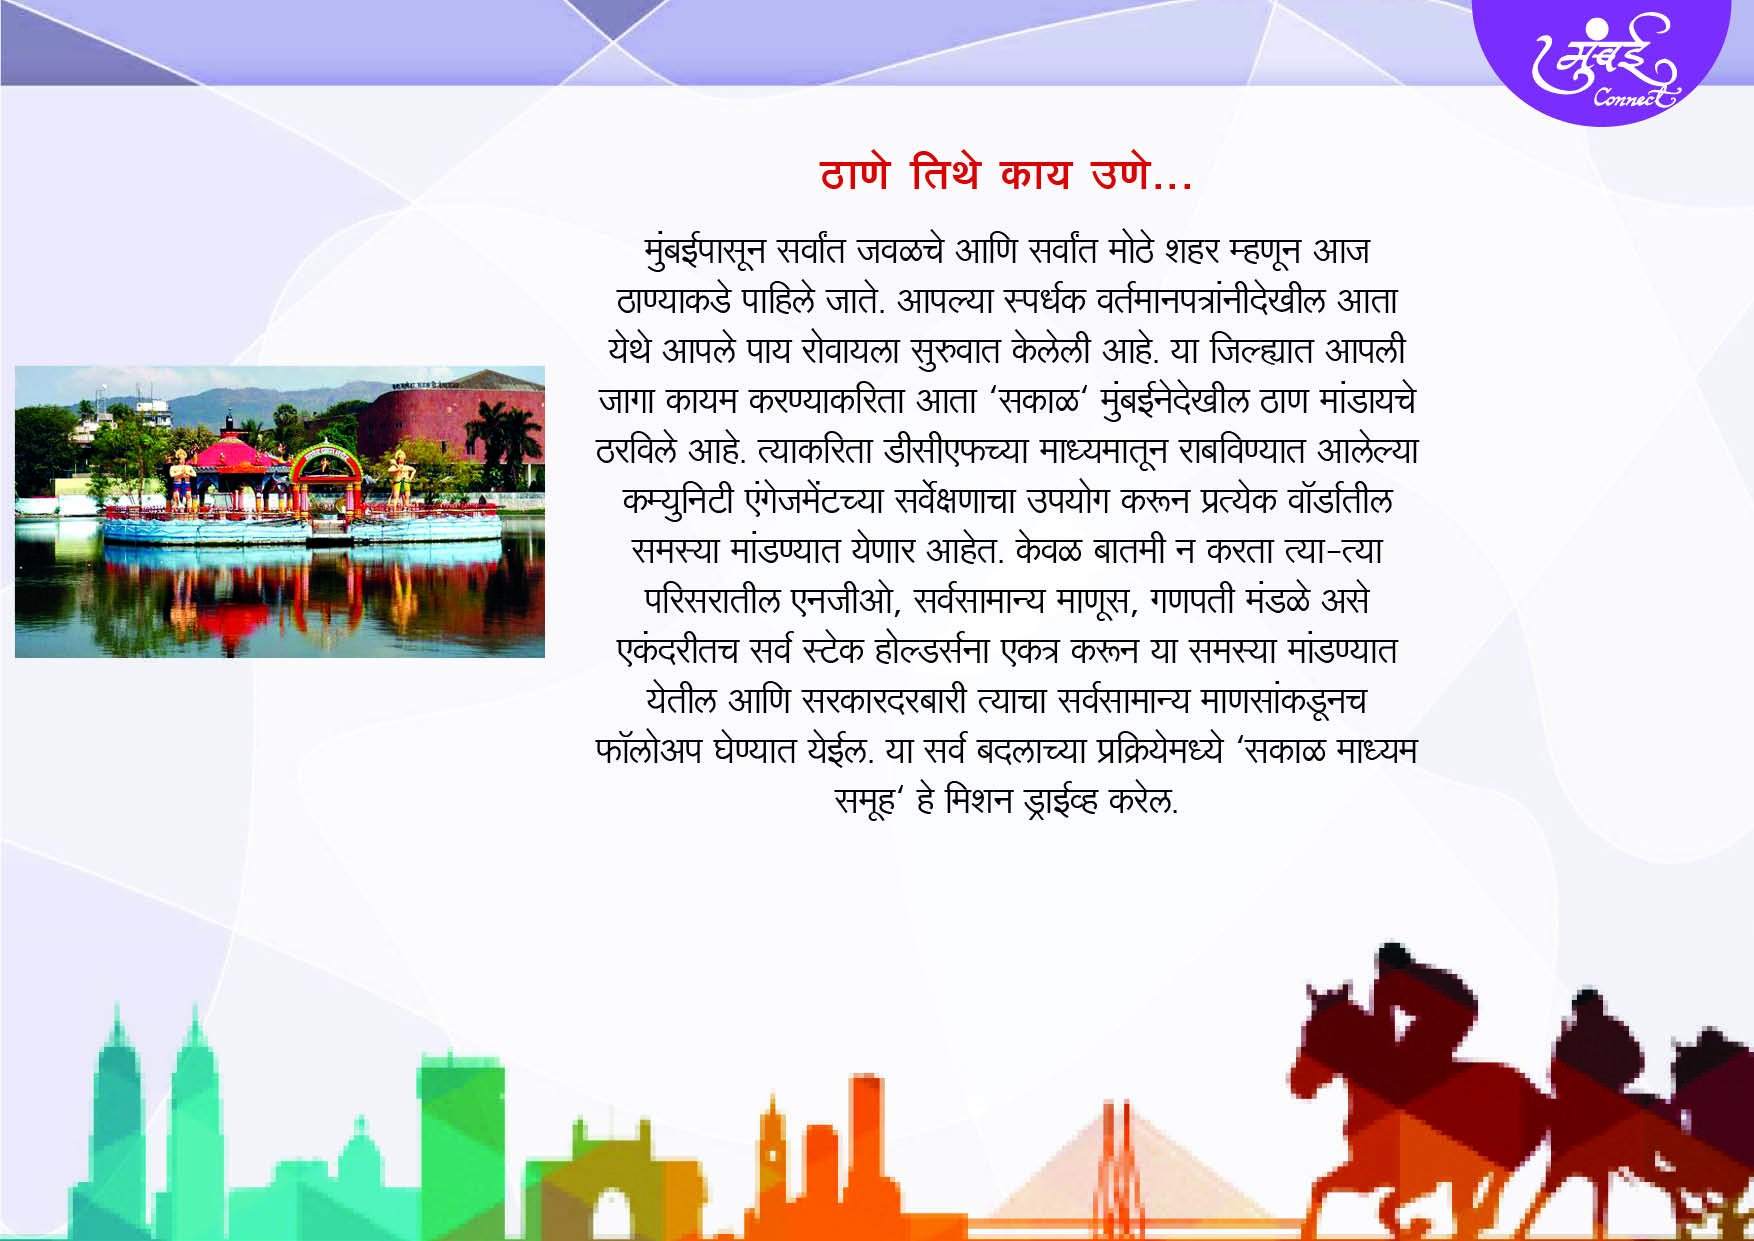 मुंबई
Connect
ठाणे तिथे काय उणे...
मुंबईपासून सर्वांत जवळचे आणि सर्वांत मोठे शहर म्हणून आज
ठाण्याकडे पाहिले जाते. आपल्या स्पर्धक वर्तमानपत्रांनीदेखील आता
येथे आपले पाय रोवायला सुरुवात केलेली आहे. या जिल्ह्यात आपली
जागा कायम करण्याकरिता आता ‘सकाळ‘ मुंबईनेदेखील ठाण मांडायचे
ठरविले आहे. त्याकरिता डीसीएफच्या माध्यमातून राबविण्यात आलेल्या
कम्युनिटी एंगेजमेंटच्या सर्वेक्षणाचा उपयोग करून प्रत्येक वॉर्डातील
समस्या मांडण्यात येणार आहेत. केवळ बातमी न करता त्या-त्या
परिसरातील एनजीओ, सर्वसामान्य माणूस, गणपती मंडळे असे
एकंदरीतच सर्व स्टेक होल्डर्सना एकत्र करून या समस्या मांडण्यात
येतील आणि सरकारदरबारी त्याचा सर्वसामान्य माणसांकडूनच
फॉलोअप घेण्यात येईल. या सर्व बदलाच्या प्रक्रियेमध्ये ‘सकाळ माध्यम
समूह‘ हे मिशन ड्राईव्ह करेल.